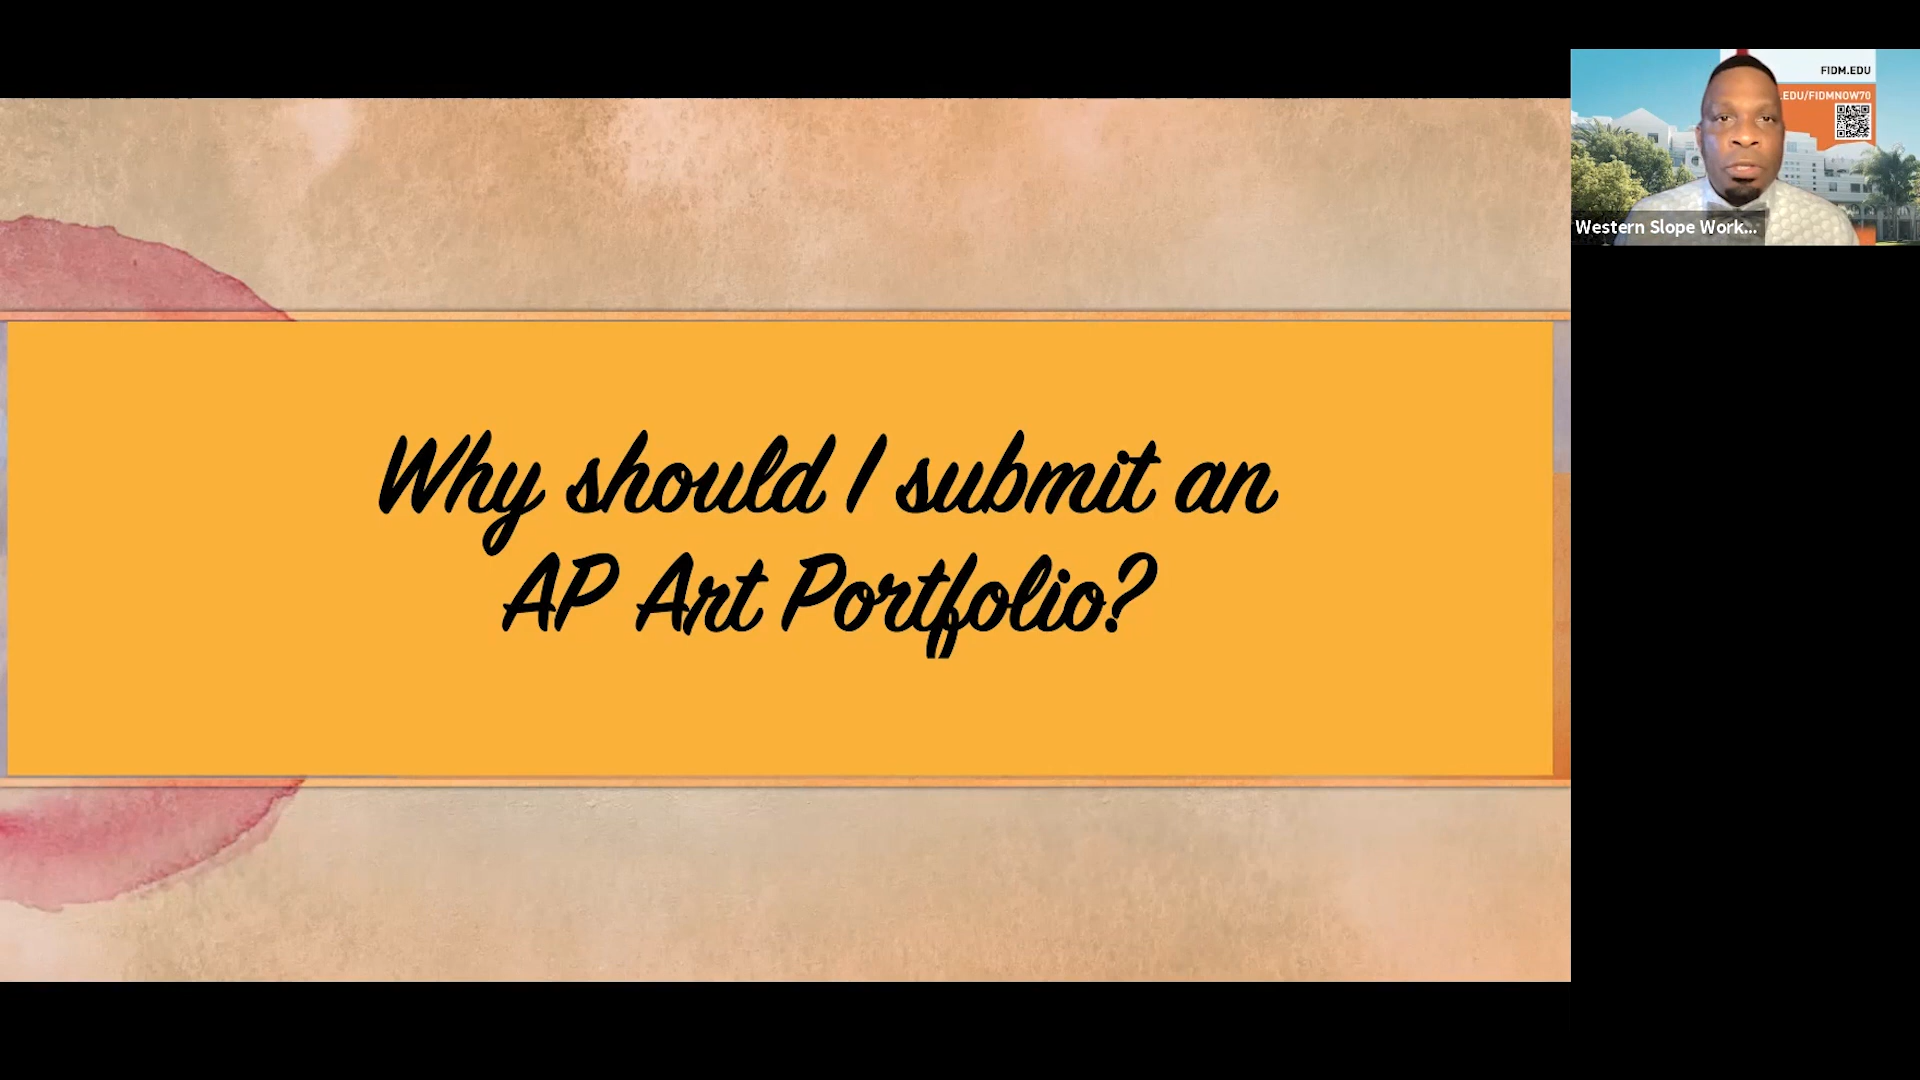 Why should I submit an
AP Art Portfolio?
FIDM.EDU
.EDU/FIDMNOW70
Western Slope Work...